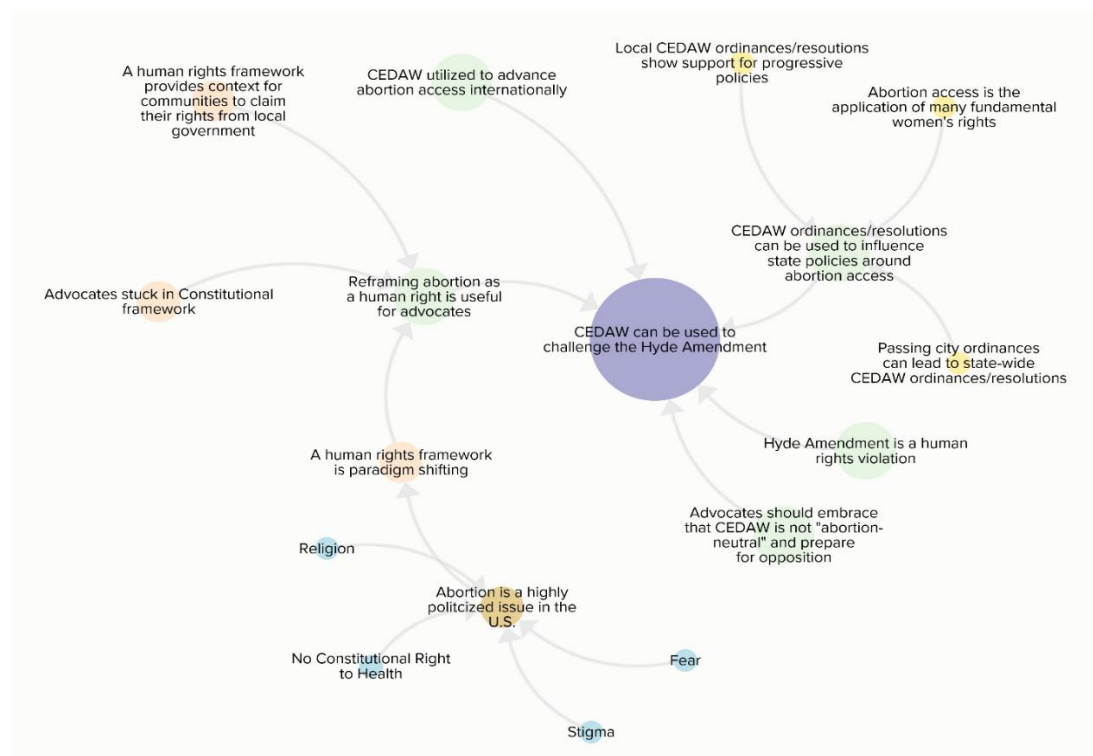 Local CEDAW ordinances/resoutions
show support for progressive
policies
A human rights framework
provides context for
communities to claim
their rights from local
government
CEDAW utilized to advance
abortion access internationally
Abortion access is the
application of many fundamental
women's rights
CEDAW ordinances/resolutions
can be used to influence
state policies around
abortion access
Advocates stuck in Constitutional
framework
Reframing abortion as
a human right is useful
for advocates
CEDAW can be used to
challenge the Hyde Amendment
Passing city ordinances
can lead to state-wide
CEDAW ordinances/resolutions
A human rights framework
is paradigm shifting
Hyde Amendment is a human
rights violation
Advocates should embrace
that CEDAW is not "abortion-
neutral" and prepare
for opposition
Religion
Abortion is a highly
politcized issue in the
U.S.
No Constitutional Right
to Health
Fear
Stigma